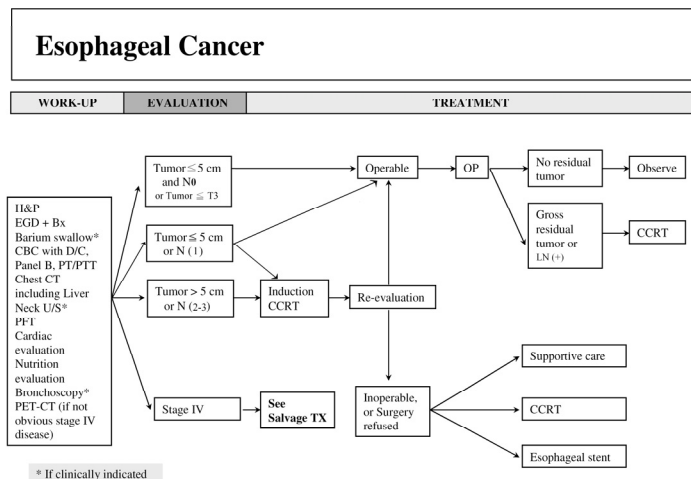 Esophageal Cancer
WORK-UP EVALUATION TREATMENT
H&P
EGD + Bx
Barium swallow*
CBC with D/C,
Panel B, PT/PTT
Chest CT
including Liver
Neck U/S*
PFT
Cardiac
evaluation
Nutrition
evaluation
Bronchoscopy*
PET-CT (if not
obvious stage IV
disease)
* If clinically indicated
Tumor≦5 cm
and N0
or Tumor ≦ T3
Tumor≦ 5 cm
or N (1)
Tumor > 5 cm
or N (2-3)
Stage IV
Induction
CCRT
See
Salvage TX
Operable
Re-evaluation
Inoperable,
or Surgery
refused
OP
No residual
tumor
Gross
residual
tumor or
LN (+)
Observe
CCRT
Supportive care
CCRT
Esophageal stent